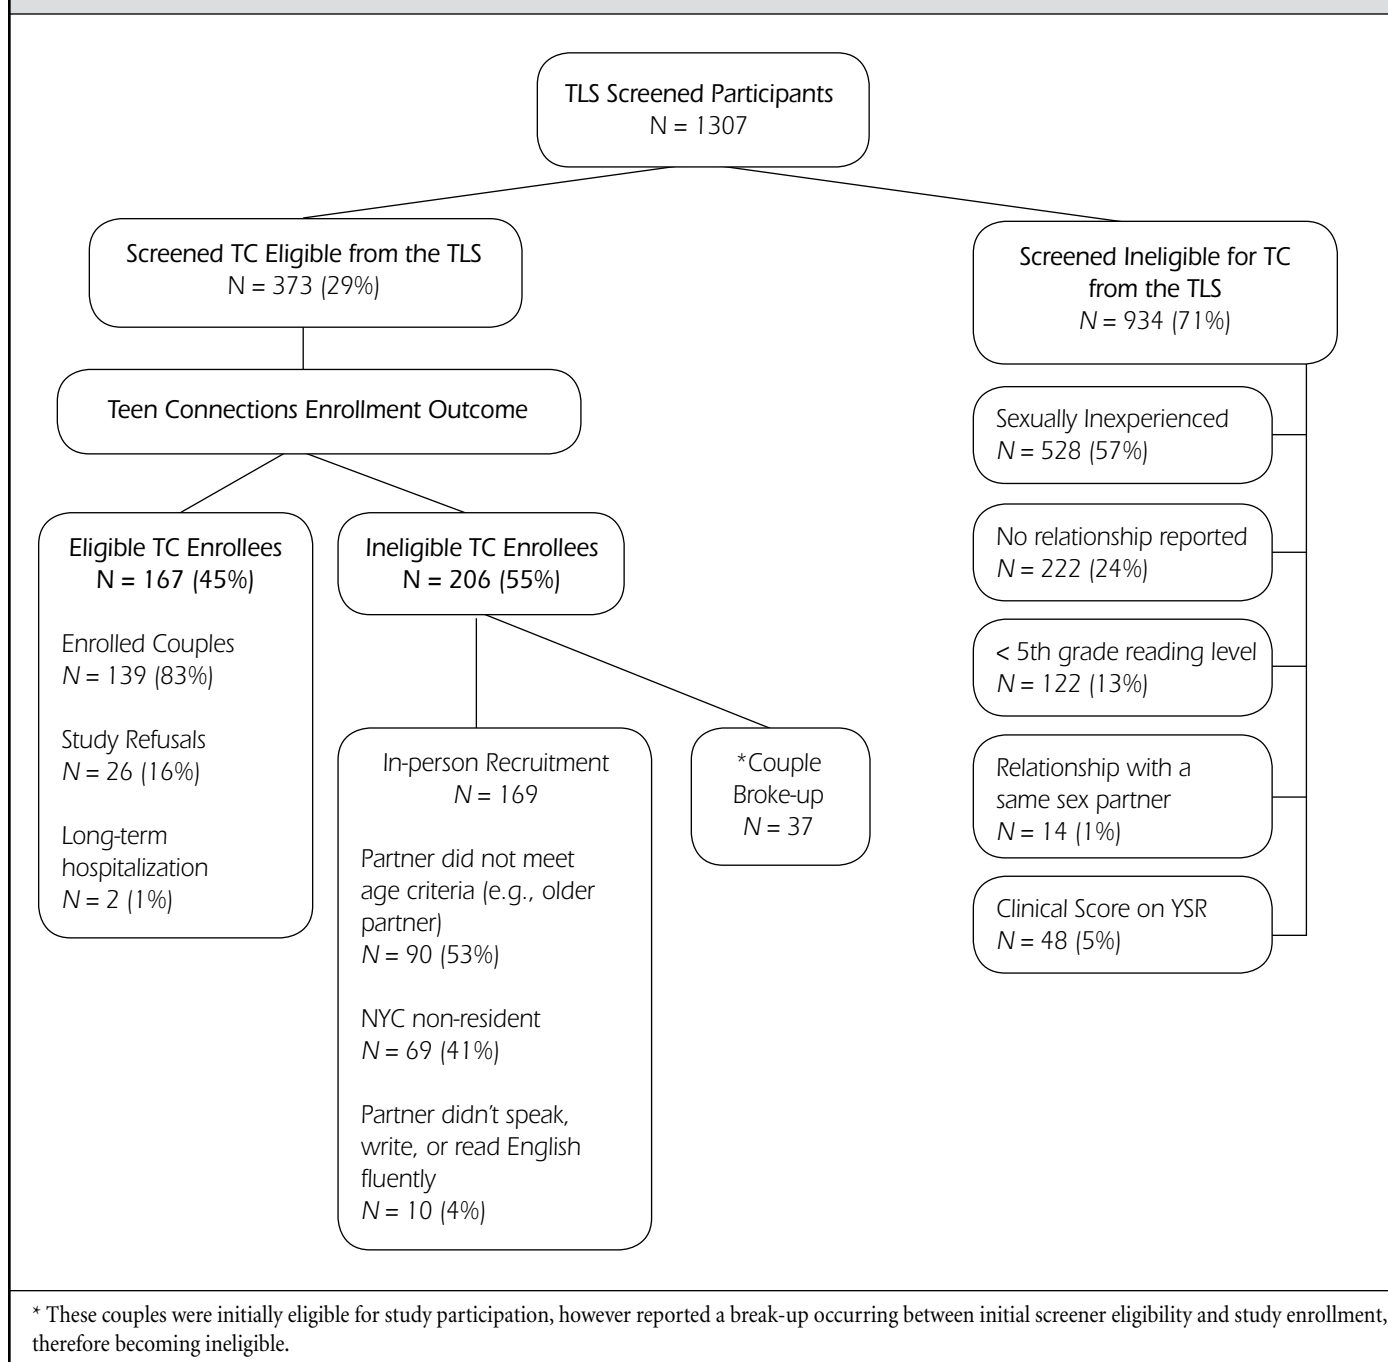 TLS Screened Participants
N = 1307
Screened TC Eligible from the TLS
N = 373 (29%)
Screened Ineligible for TC
from the TLS
N = 934 (71%)
Teen Connections Enrollment Outcome
Eligible TC Enrollees
N = 167 (45%)
Enrolled Couples
N = 139 (83%)
Study Refusals
N = 26 (16%)
Long-term
hospitalization
N = 2 (1%)
Ineligible TC Enrollees
N = 206 (55%)
In-person Recruitment
N = 169
Partner did not meet
age criteria (e.g., older
partner)
N = 90 (53%)
NYC non-resident
N = 69 (41%)
Partner didn’t speak,
write, or read English
fluently
N = 10 (4%)
*Couple
Broke-up
N = 37
Sexually Inexperienced
N = 528 (57%)
No relationship reported
N = 222 (24%)
< 5th grade reading level
N = 122 (13%)
Relationship with a
same sex partner
N = 14 (1%)
Clinical Score on YSR
N = 48 (5%)
* These couples were initially eligible for study participation, however reported a break-up occurring between initial screener eligibility and study enrollment,
therefore becoming ineligible.